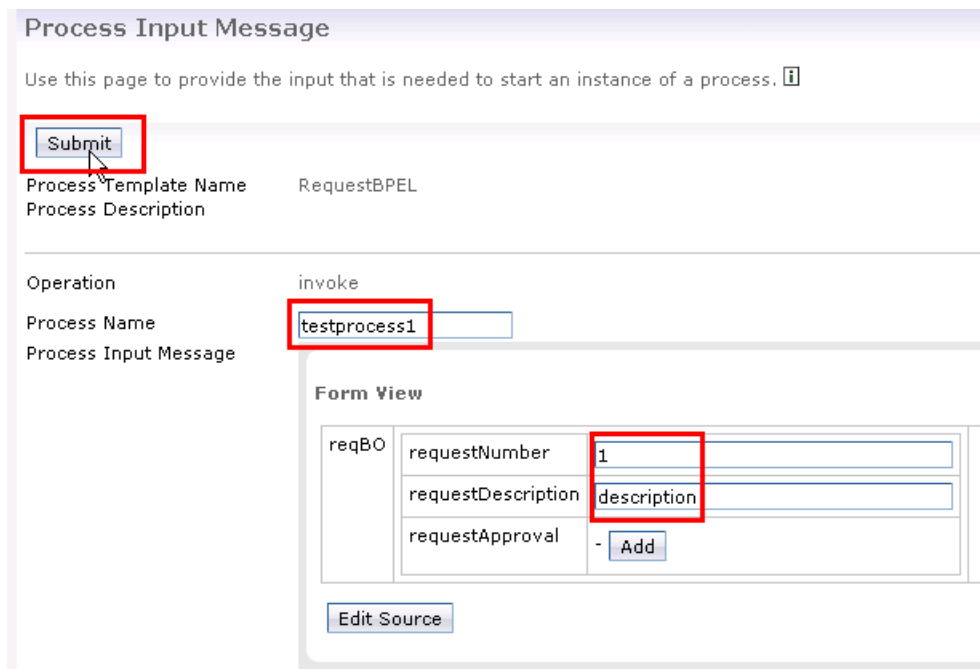 Process Input Message
Use this page to provide the input that is needed to start an instance of a process. i
Submit
Process Template Name RequestBPEL
Process Description
Operation invoke
Process Name testprocess1
Process Input Message
Form View
reqBO requestNumber 1
requestDescription description
requestApproval - Add
Edit Source